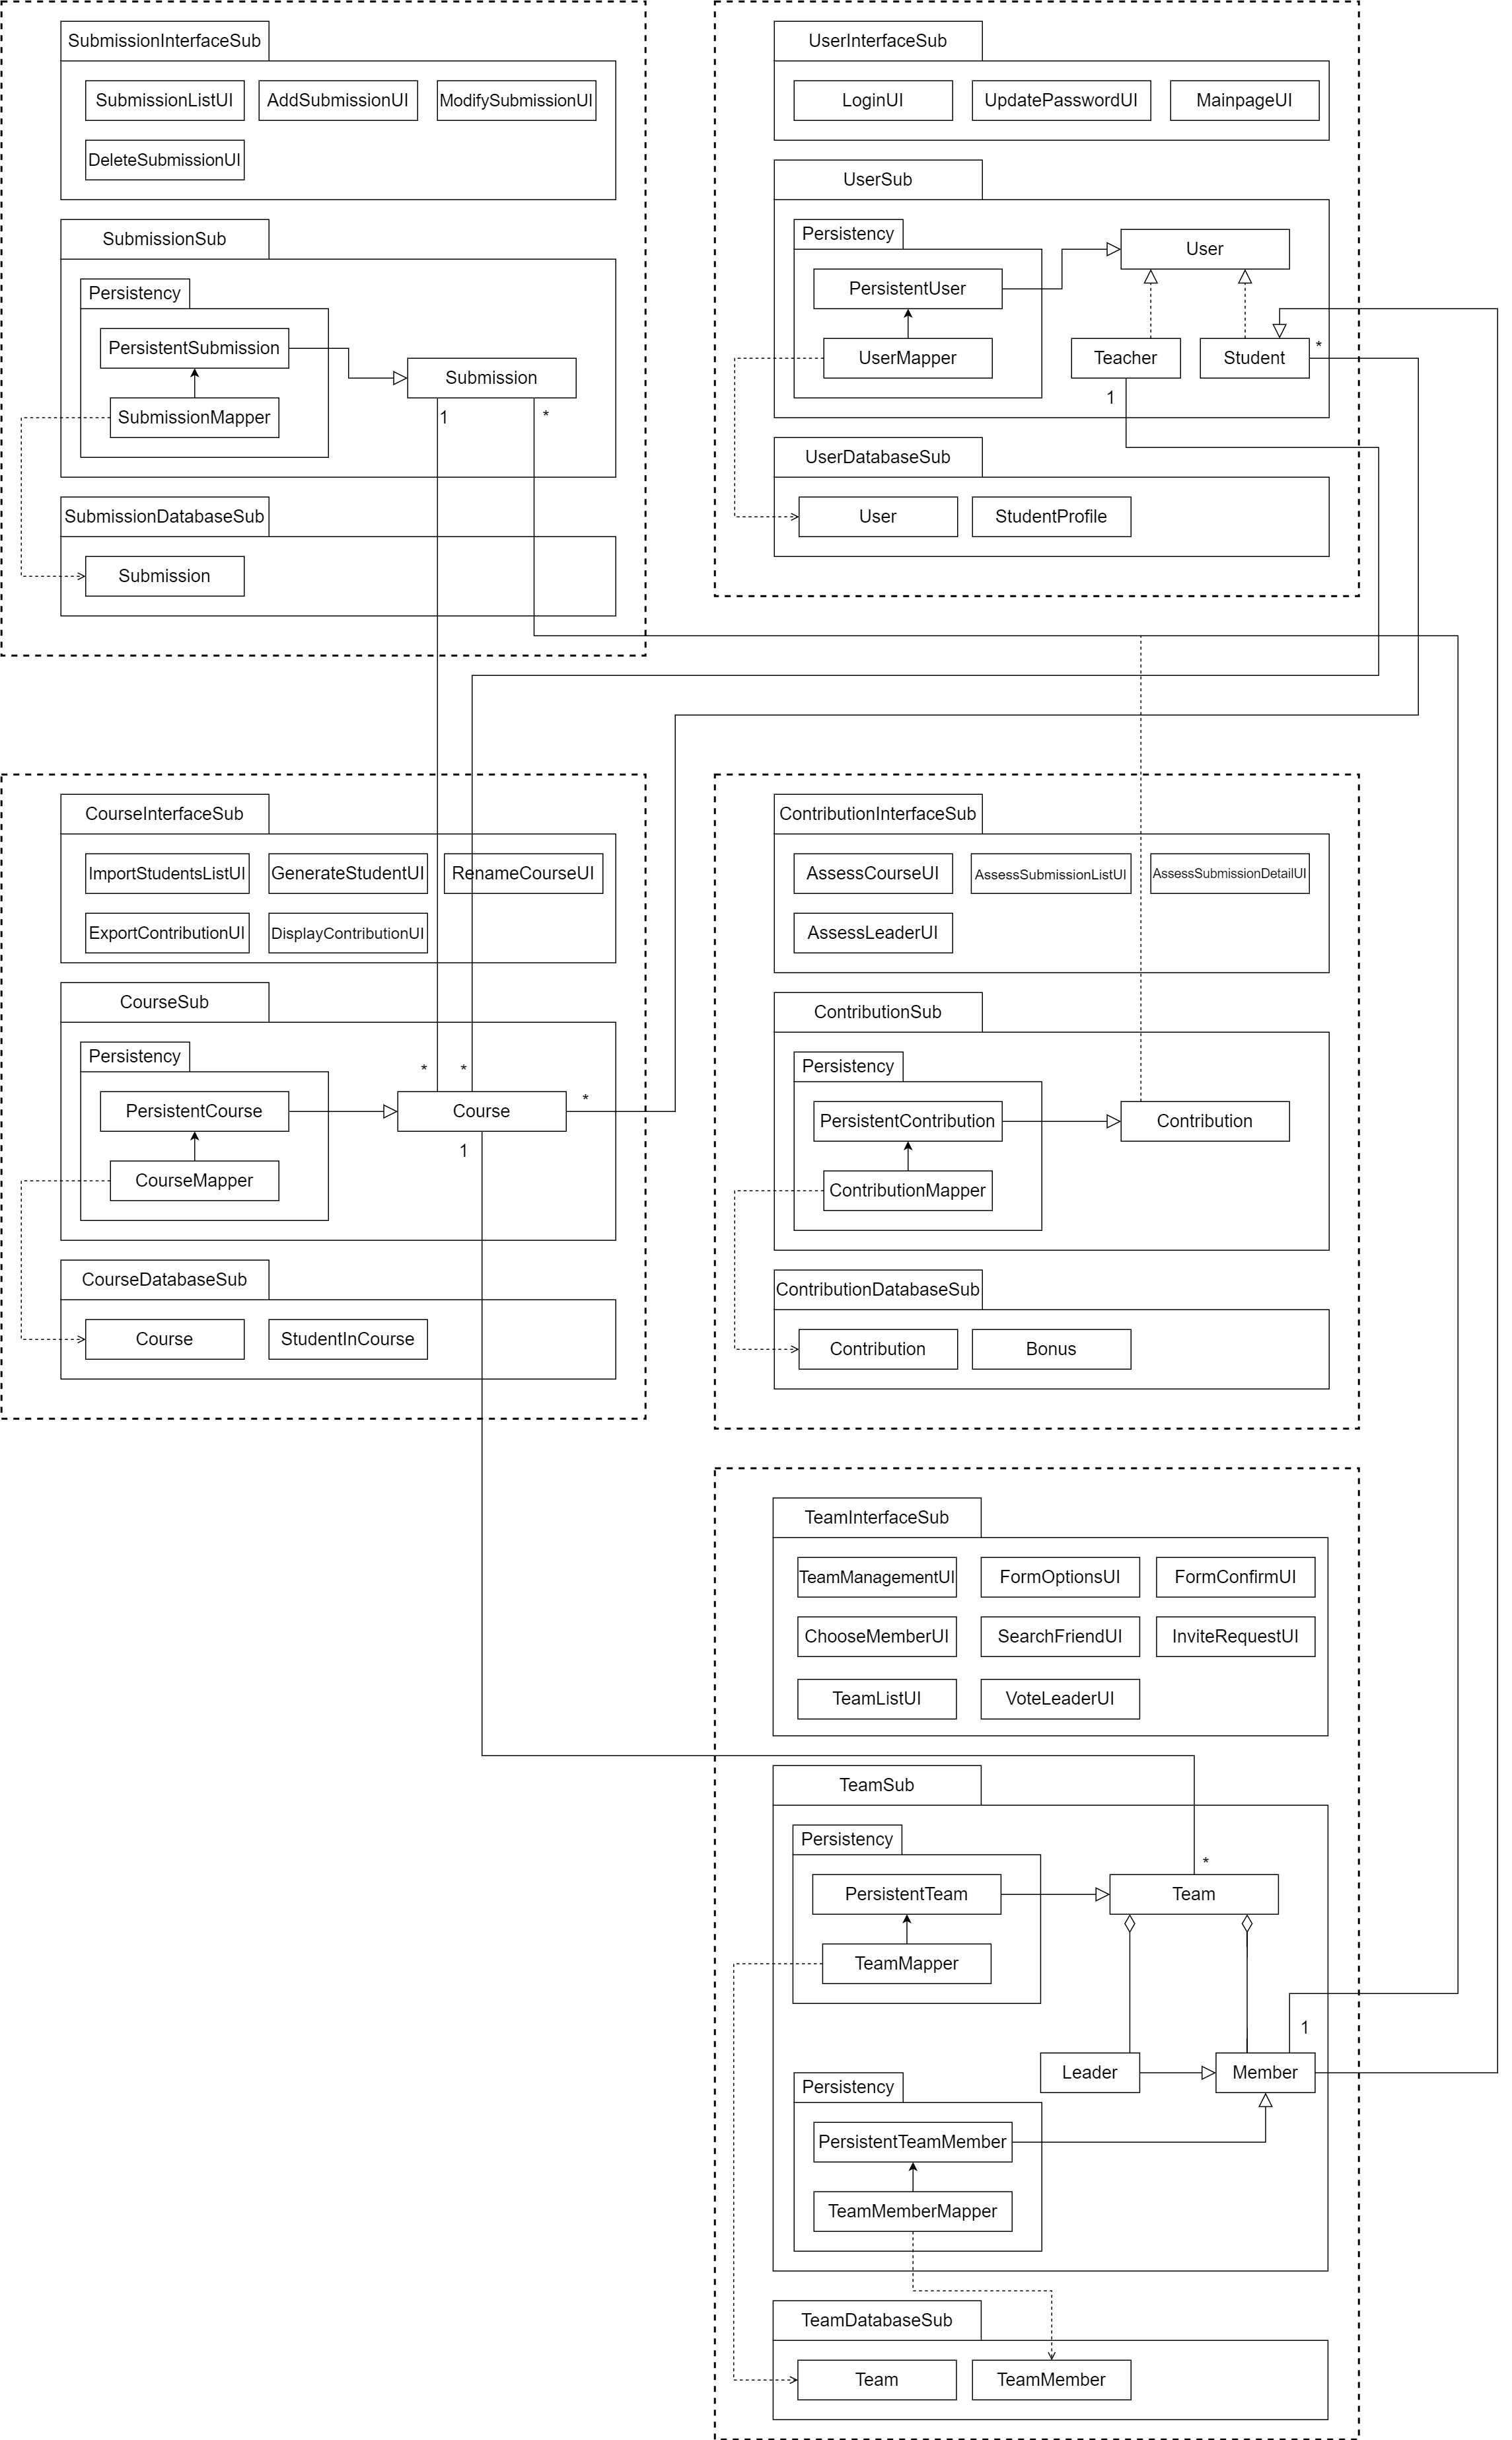 SubmissionInterfaceSub
SubmissionListUI
AddSubmissionUI
ModifySubmissionUI
DeleteSubmissionUI
SubmissionSub
Persistency
PersistentSubmission
Submission
SubmissionMapper
1
*
SubmissionDatabaseSub
Submission
UserInterfaceSub
LoginUI
UpdatePasswordUI
MainpageUI
UserSub
Persistency
User
PersistentUser
UserMapper
Teacher
Student
*
1
UserDatabaseSub
User
StudentProfile
CourseInterfaceSub
ImportStudentsListUI
GenerateStudentUI
RenameCourseUI
ExportContributionUI
DisplayContributionUI
CourseSub
Persistency
*
*
*
PersistentCourse
Course
1
CourseMapper
CourseDatabaseSub
Course
StudentInCourse
ContributionInterfaceSub
AssessCourseUI
AssessSubmissionListUI
AssessSubmissionDetailUI
AssessLeaderUI
ContributionSub
Persistency
PersistentContribution
Contribution
ContributionMapper
ContributionDatabaseSub
Contribution
Bonus
TeamInterfaceSub
TeamManagementUI
FormOptionsUI
FormConfirmUI
ChooseMemberUI
SearchFriendUI
InviteRequestUI
TeamListUI
VoteLeaderUI
TeamSub
Persistency
*
PersistentTeam
Team
TeamMapper
1
Leader
Member
Persistency
PersistentTeamMember
TeamMemberMapper
TeamDatabaseSub
Team
TeamMember